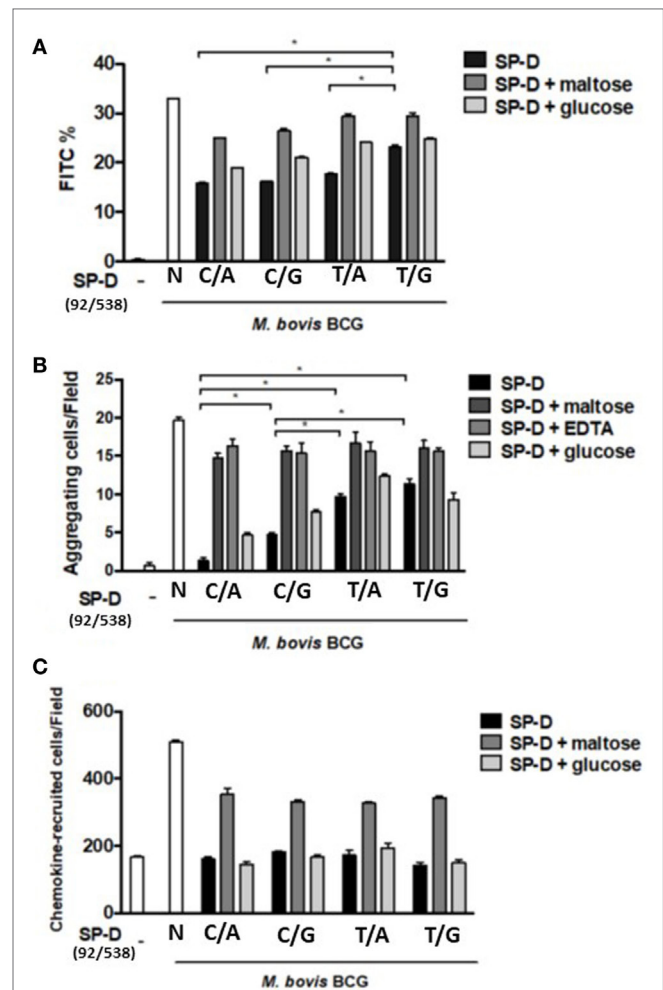 A
*
*
*
SP-D
SP-D + maltose
SP-D + glucose
FITC %
40
30
20
10
0
SP-D - N C/A C/G T/A T/G
(92/538)
M. bovis BCG
B
*
*
*
*
*
SP-D
SP-D + maltose
SP-D + EDTA
SP-D + glucose
Aggregating cells/Field
25
20
15
10
5
0
SP-D - N C/A C/G T/A T/G
(92/538)
M. bovis BCG
C
SP-D
SP-D + maltose
SP-D + glucose
Chemokine-recruited cells/Field
600
400
200
0
SP-D - N C/A C/G T/A T/G
(92/538)
M. bovis BCG